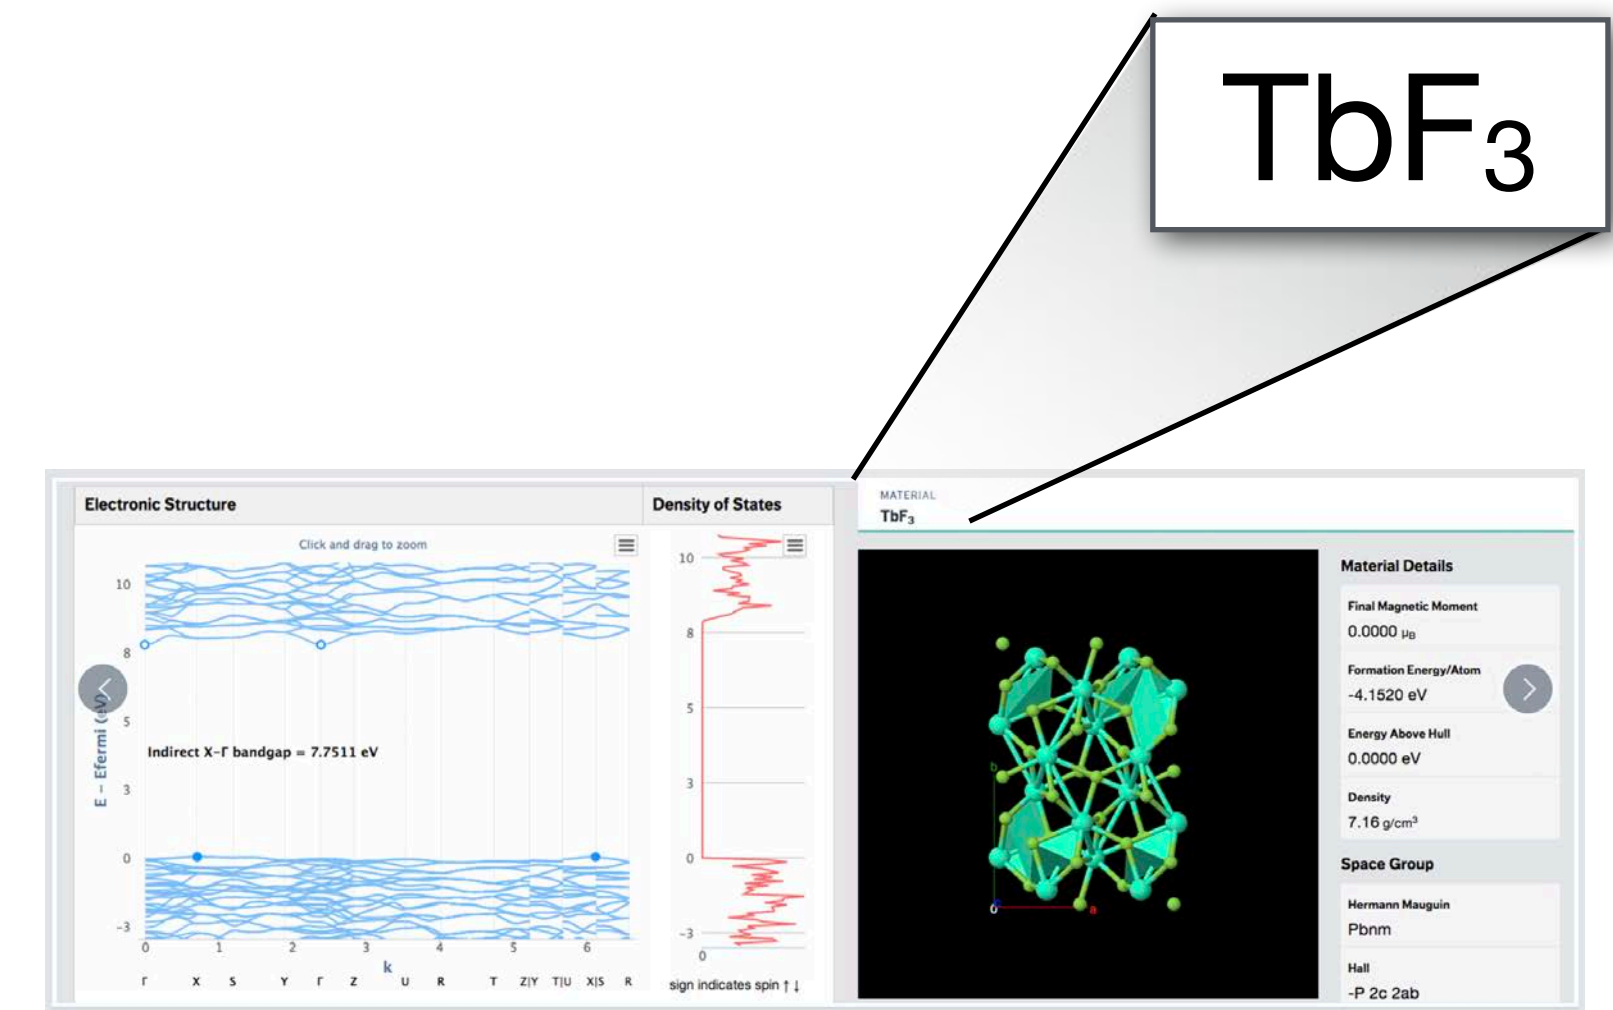 TbF₃
Electronic Structure
Density of States
Click and drag to zoom
10
8
5
3
0
-3
E - Efermi (eV)
Indirect X-Γ bandgap = 7.7511 eV
0 1 2 3 4 5 6
k
Γ X S Y Γ Z U R T Z|Y T|U X|S R
10
8
5
3
0
-3
0
sign indicates spin ↑ ↓
MATERIAL
TbF₃
b
0 c a
Material Details
Final Magnetic Moment
0.0000 μB
Formation Energy/Atom
-4.1520 eV
Energy Above Hull
0.0000 eV
Density
7.16 g/cm³
Space Group
Hermann Mauguin
Pbnm
Hall
-P 2c 2ab